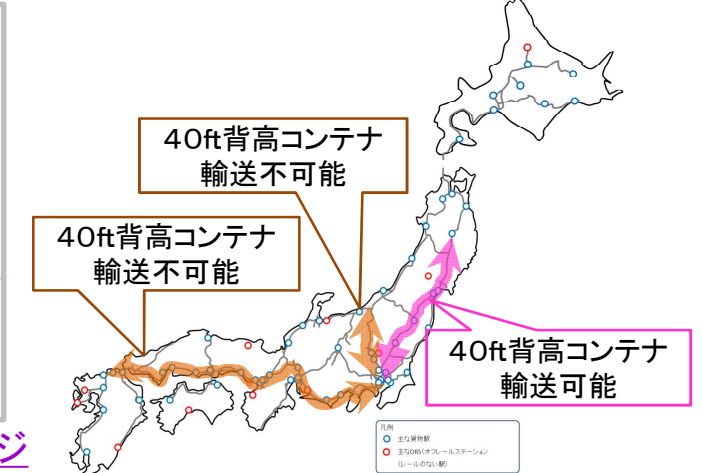 40ft背高コンテナ
輸送不可能
40ft背高コンテナ
輸送不可能
40ft背高コンテナ
輸送可能
凡例
主な貨物駅
主なORS(オフレールステーション
(レールのない駅)
ジ